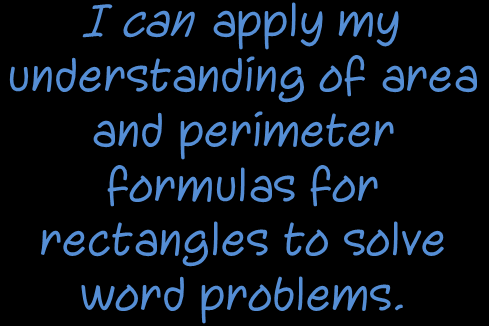 I can apply my
understanding of area
and perimeter
formulas for
rectangles to solve
word problems.